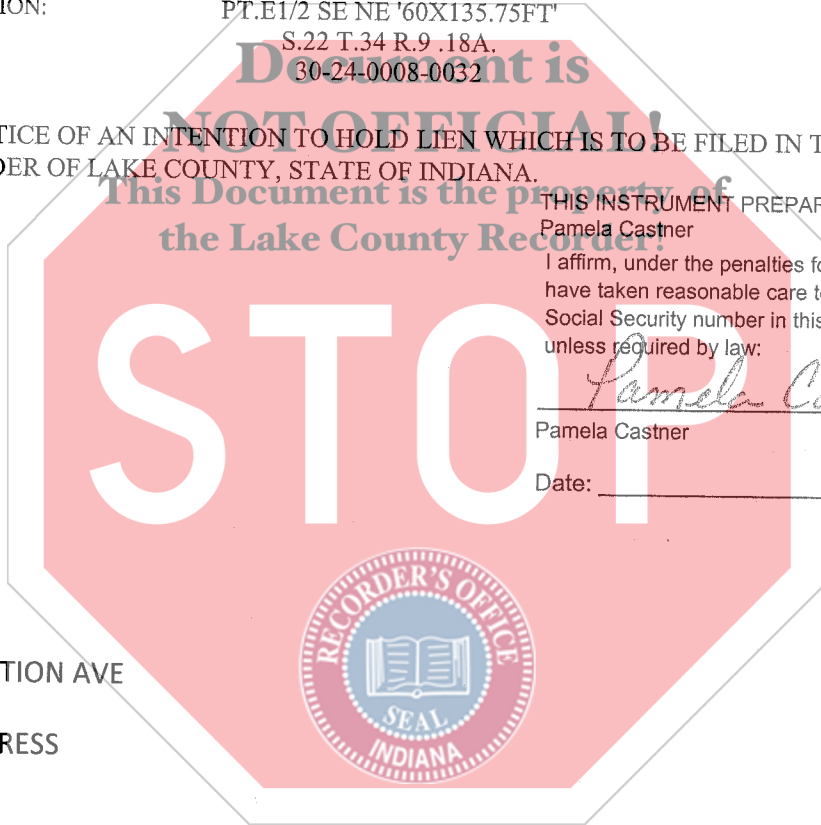 ION:
PT.E1/2 SE NE '60X135.75FT'
S.22 T.34 R.9 .18A.
30-24-0008-0032
Document is
NOT OFFICIAL!
This Document is the property of
the Lake County Recorder!
TICE OF AN INTENTION TO HOLD LIEN WHICH IS TO BE FILED IN T
DER OF LAKE COUNTY, STATE OF INDIANA.
THIS INSTRUMENT PREPAR
Pamela Castner
I affirm, under the penalties fo
have taken reasonable care to
Social Security number in this
unless required by law:
Pamela Ca
Pamela Castner
Date:
STOP
RECORDER'S OFFICE
SEAL
INDIANA
TION AVE
RESS